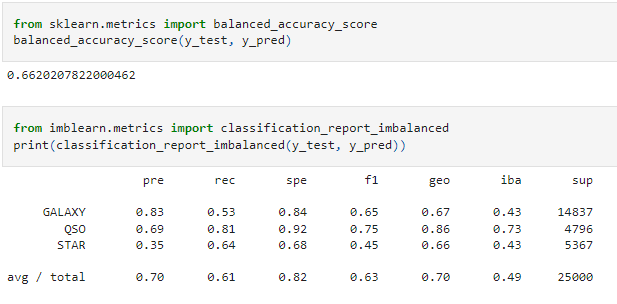 from sklearn.metrics import balanced_accuracy_score
balanced_accuracy_score(y_test, y_pred)
0.6620207822000462
from imblearn.metrics import classification_report_imbalanced
print(classification_report_imbalanced(y_test, y_pred))
pre rec spe f1 geo iba sup
GALAXY 0.83 0.53 0.84 0.65 0.67 0.43 14837
QSO 0.69 0.81 0.92 0.75 0.86 0.73 4796
STAR 0.35 0.64 0.68 0.45 0.66 0.43 5367
avg / total 0.70 0.61 0.82 0.63 0.70 0.49 25000